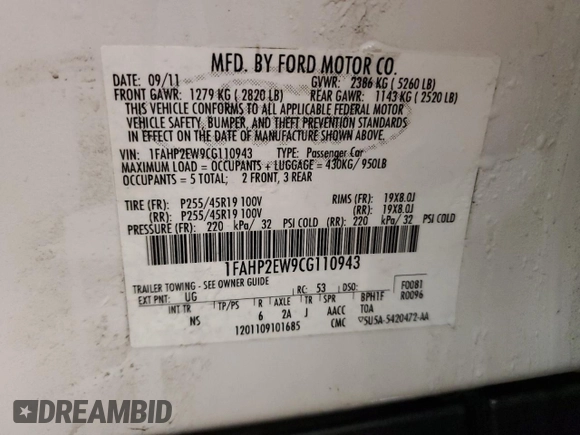 MFD. BY FORD MOTOR CO.
DATE: 09/11 GVWR: 2386 KG ( 5260 LB)
FRONT GAWR: 1279 KG ( 2820 LB) REAR GAWR: 1143 KG ( 2520 LB)
THIS VEHICLE CONFORMS TO ALL APPLICABLE FEDERAL MOTOR
VEHICLE SAFETY, BUMPER, AND THEFT PREVENTION STANDARDS
IN EFFECT ON THE DATE OF MANUFACTURE SHOWN ABOVE.
VIN: 1FAHP2EW9CG110943 TYPE: Passenger Car
MAXIMUM LOAD = OCCUPANTS + LUGGAGE = 430KG/ 950LB
OCCUPANTS = 5 TOTAL; 2 FRONT, 3 REAR
TIRE (FR): P255/45R19 100V RIMS (FR): 19X8.0J
(RR): P255/45R19 100V (RR): 19X8.0J
PRESSURE (FR): 220 kPa/ 32 PSI COLD (RR): 220 kPa/ 32 PSI COLD
1FAHP2EW9CG110943
TRAILER TOWING - SEE OWNER GUIDE
EXT PNT: UG RC: 53 DSO: F0081
INT TR TP/PS R AXLE TR SPR BPH1F R0096
NS 6 2A J AACC TOA
1201109101685 CMC ▽SU5A-5420472-AA
DREAMBID